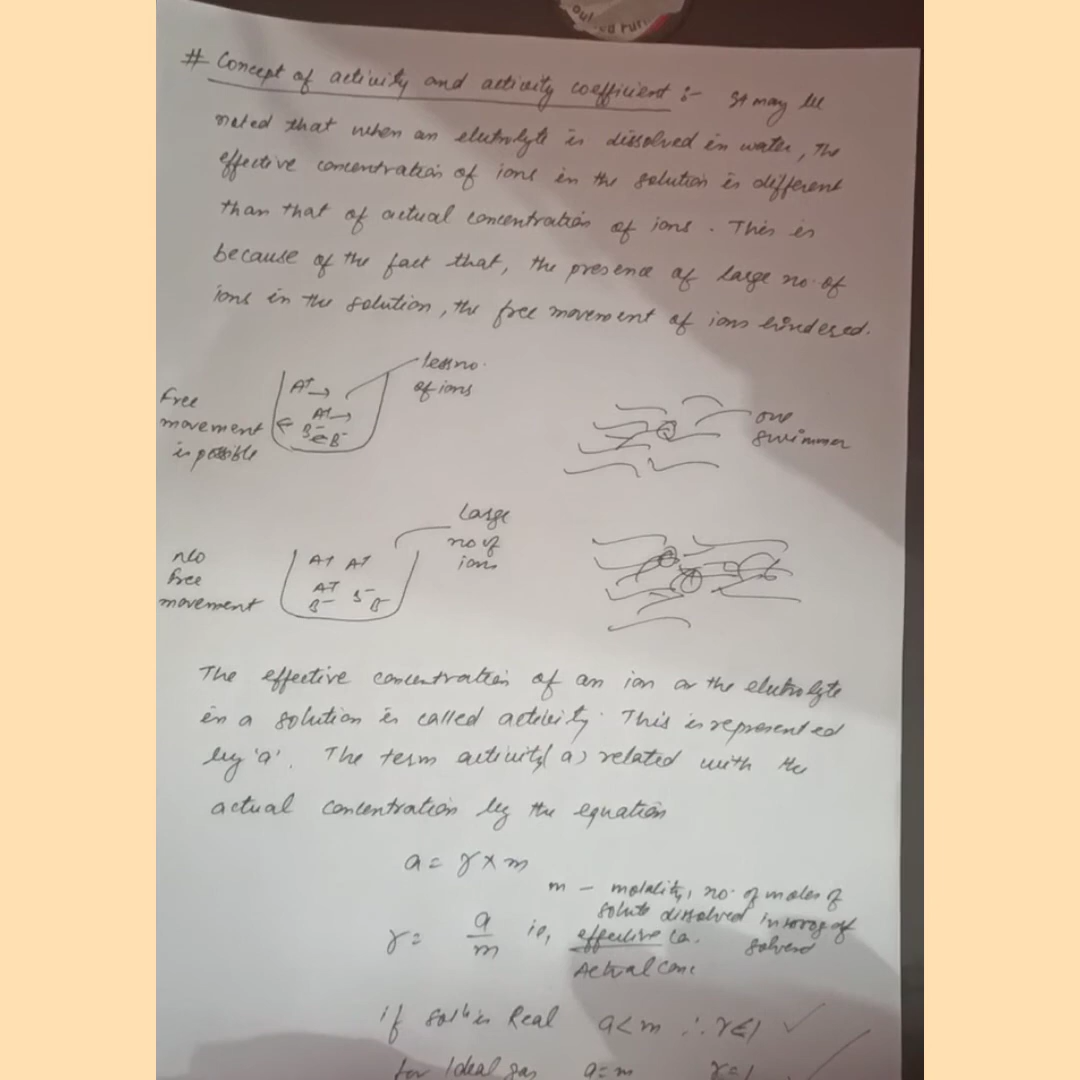 # Concept of activity and activity coefficient :- It may be
noted that when an electrolyte is dissolved in water, the
effective concentration of ions in the solution is different
than that of actual concentration of ions. This is
because of the fact that, the presence of large no. of
ions in the solution, the free movement of ions hindered.
less no.
of ions
Free
movement
is possible
A+ →
A+ →
← B-
← B-
one
swimmer
Large
no of
ions
no
free
movement
A+ A+
A+
B- B- B-
The effective concentration of an ion or the electrolyte
in a solution is called activity. This is represented
by 'a'. The term activity(a) related with the
actual concentration by the equation
a = γ × m
m - molality, no. of moles of
solute dissolved in 1000g of
solvend
γ = a/m ie, effective Co.
Actual Conc
if sol'n is Real a<m ∴ γ<1 ✓
for Ideal gas a=m γ=1